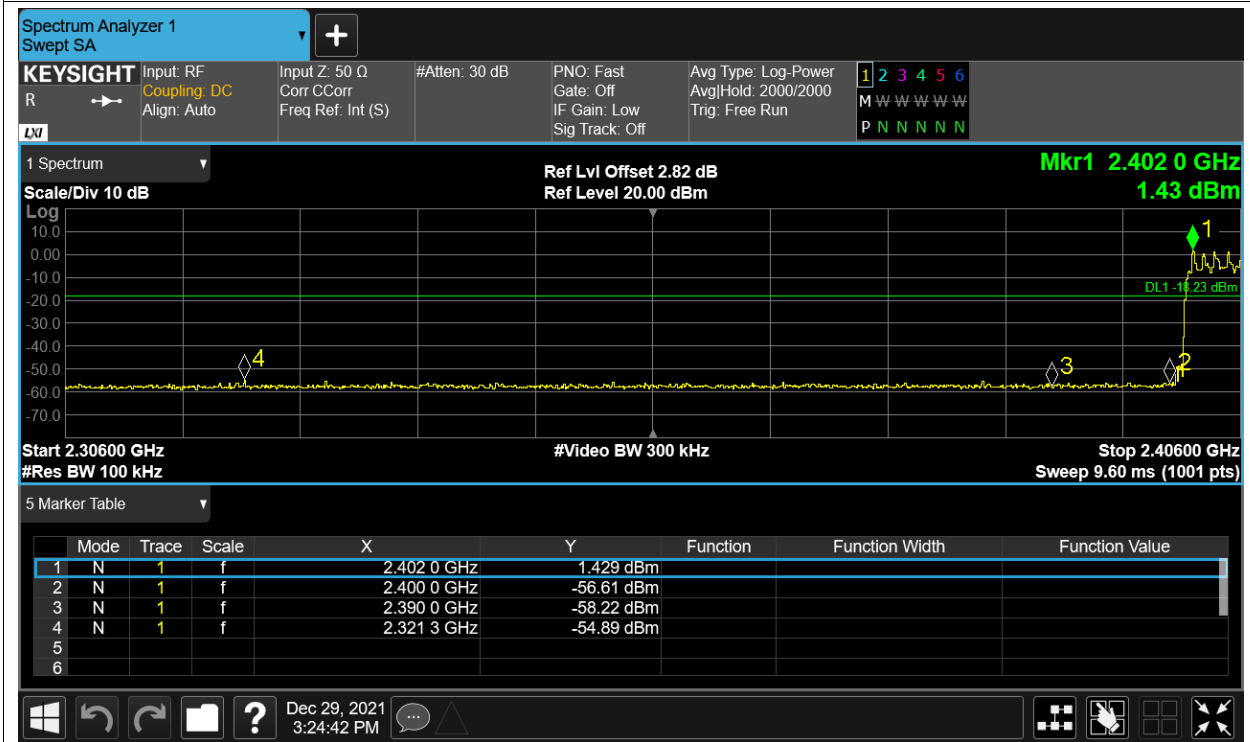 Spectrum Analyzer 1
Swept SA
KEYSIGHT Input: RF Input Z: 50 Ω #Atten: 30 dB PNO: Fast Avg Type: Log-Power 1 2 3 4 5 6
R Coupling: DC Corr CCorr Gate: Off Avg|Hold: 2000/2000 M W W W W W W
Align: Auto Freq Ref: Int (S) IF Gain: Low Trig: Free Run
LXI Sig Track: Off P N N N N N N
1 Spectrum Ref Lvl Offset 2.82 dB Mkr1 2.402 0 GHz
Scale/Div 10 dB Ref Level 20.00 dBm 1.43 dBm
Log
10.0 1
0.00
-10.0
DL1 -18.23 dBm
-20.0
-30.0
-40.0
4 3 2
-50.0
-60.0
-70.0
Start 2.30600 GHz #Video BW 300 kHz Stop 2.40600 GHz
#Res BW 100 kHz Sweep 9.60 ms (1001 pts)
5 Marker Table
Mode Trace Scale X Y Function Function Width Function Value
1 N 1 f 2.402 0 GHz 1.429 dBm
2 N 1 f 2.400 0 GHz -56.61 dBm
3 N 1 f 2.390 0 GHz -58.22 dBm
4 N 1 f 2.321 3 GHz -54.89 dBm
5
6
? Dec 29, 2021
3:24:42 PM